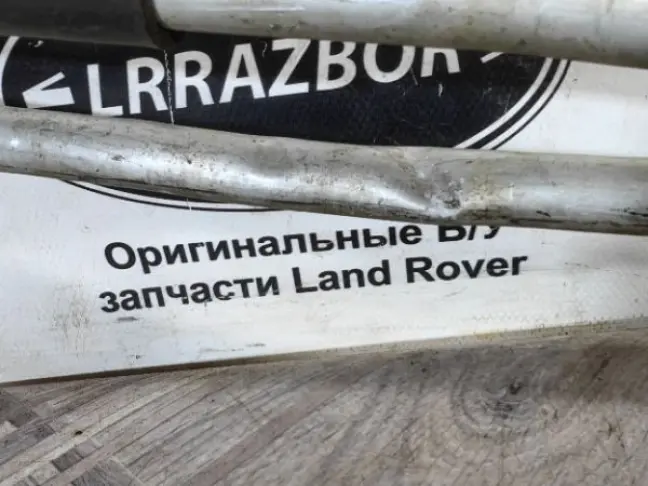 LRRAZBOR
Оригинальные Б/У
запчасти Land Rover